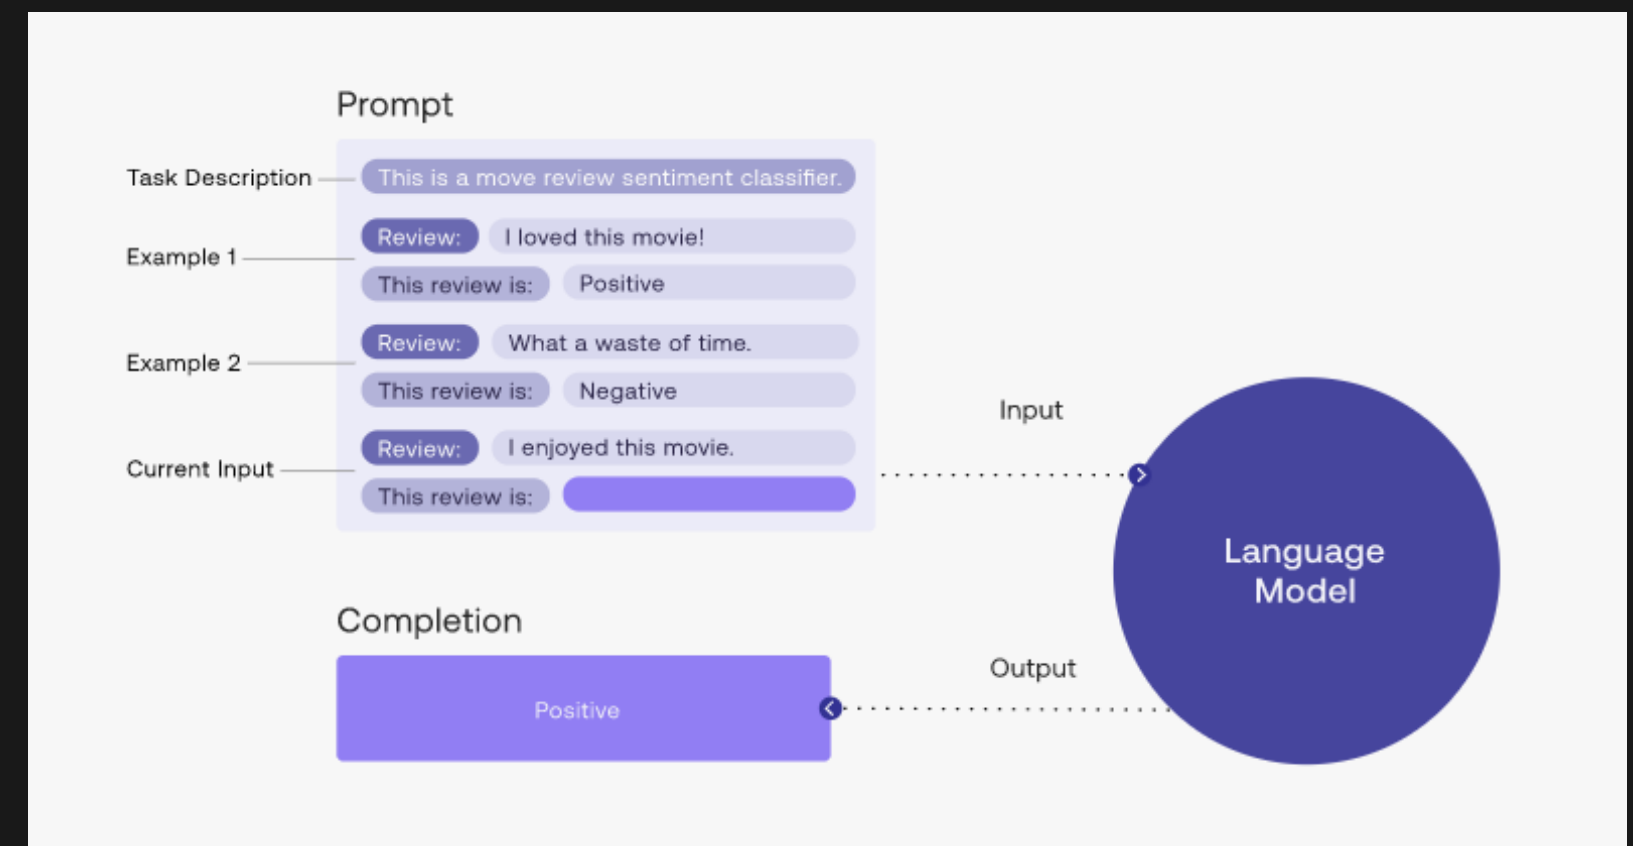 Prompt
Task Description
This is a move review sentiment classifier.
Example 1
Review: I loved this movie!
This review is: Positive
Example 2
Review: What a waste of time.
This review is: Negative
Current Input
Review: I enjoyed this movie.
This review is:
Input
Language
Model
Completion
Positive
Output